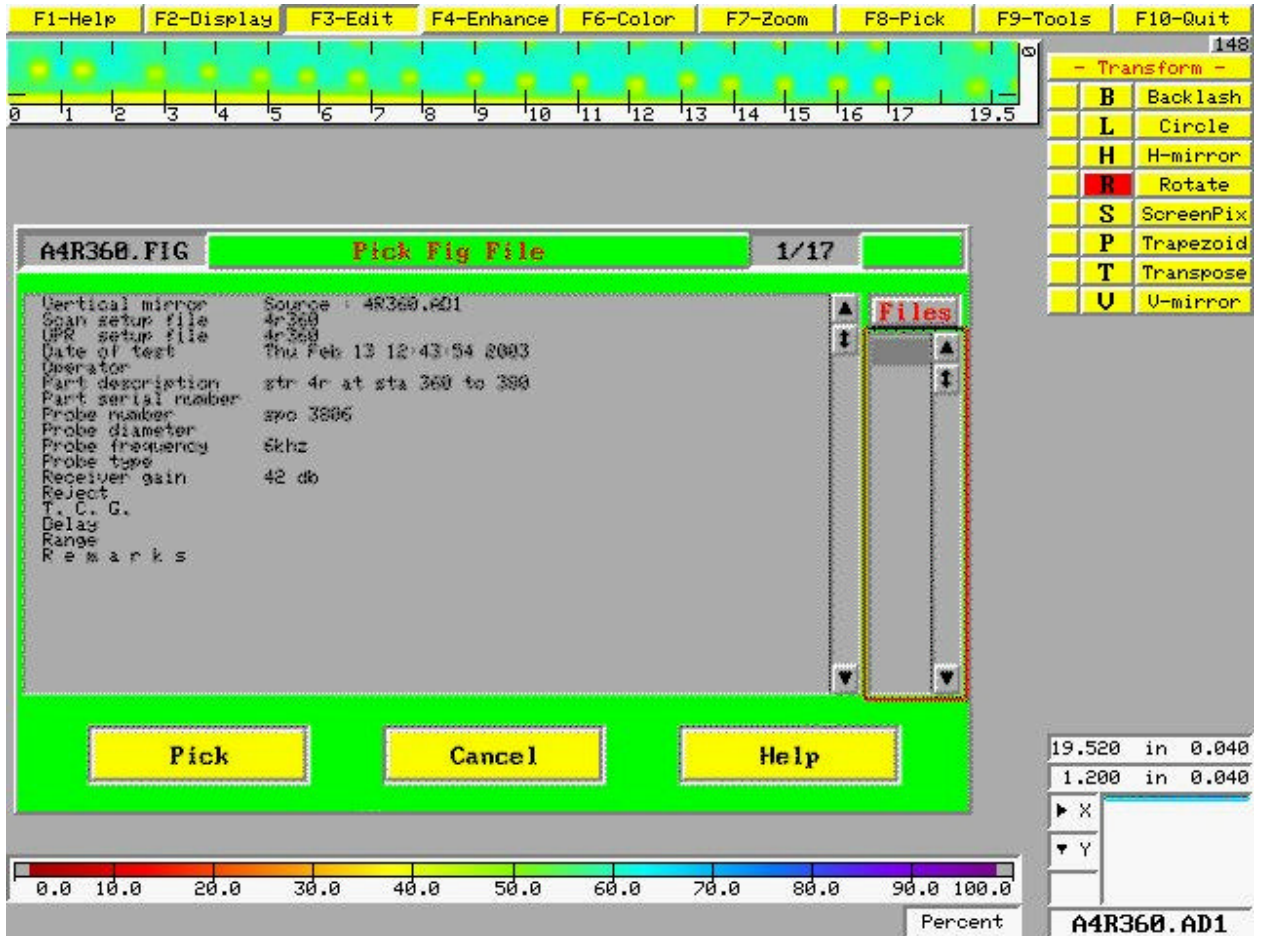 F1-Help F2-Display F3-Edit F4-Enhance F6-Color F7-Zoom F8-Pick F9-Tools F10-Quit
148
0 1 2 3 4 5 6 7 8 9 10 11 12 13 14 15 16 17 19.5
- Transform -
B Backlash
L Circle
H H-mirror
R Rotate
S ScreenPix
P Trapezoid
T Transpose
V V-mirror
A4R360.FIG Pick Fig File 1/17
Files
Vertical mirror Source : 4R360.AD1
Scan setup file 4r360
UPR setup file 4r360
Date of test Thu Feb 13 12:43:54 2003
Operator
Part description str 4r at sta 360 to 380
Part serial number
Probe number spo 3806
Probe diameter
Probe frequency 6khz
Probe type
Receiver gain 42 db
Reject
T. C. G.
Delay
Range
R e m a r k s
Pick Cancel Help
19.520 in 0.040
1.200 in 0.040
X
Y
0.0 10.0 20.0 30.0 40.0 50.0 60.0 70.0 80.0 90.0 100.0
Percent
A4R360.AD1